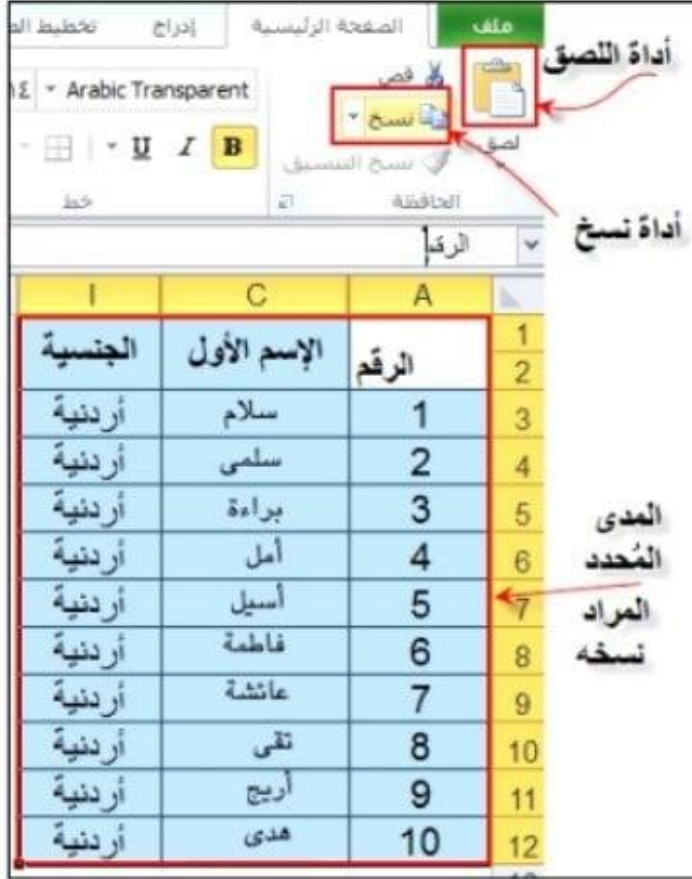 ملف
الصفحة الرئيسية
إدراج
تخطيط
أداة اللصق
قص
نسخ
نسخ التنسيق
لصق
الحافظة
Arabic Transparent
١٤
B I U
خط
أداة نسخ
الرقم
A C I
1
2
الرقم الإسم الأول الجنسية
3 1 سلام أردنية
4 2 سلمى أردنية
5 3 براءة أردنية
6 4 أمل أردنية
7 5 أسيل أردنية
8 6 فاطمة أردنية
9 7 عائشة أردنية
10 8 تقى أردنية
11 9 أريج أردنية
12 10 هدى أردنية
المدى
المُحدد
المراد
نسخه